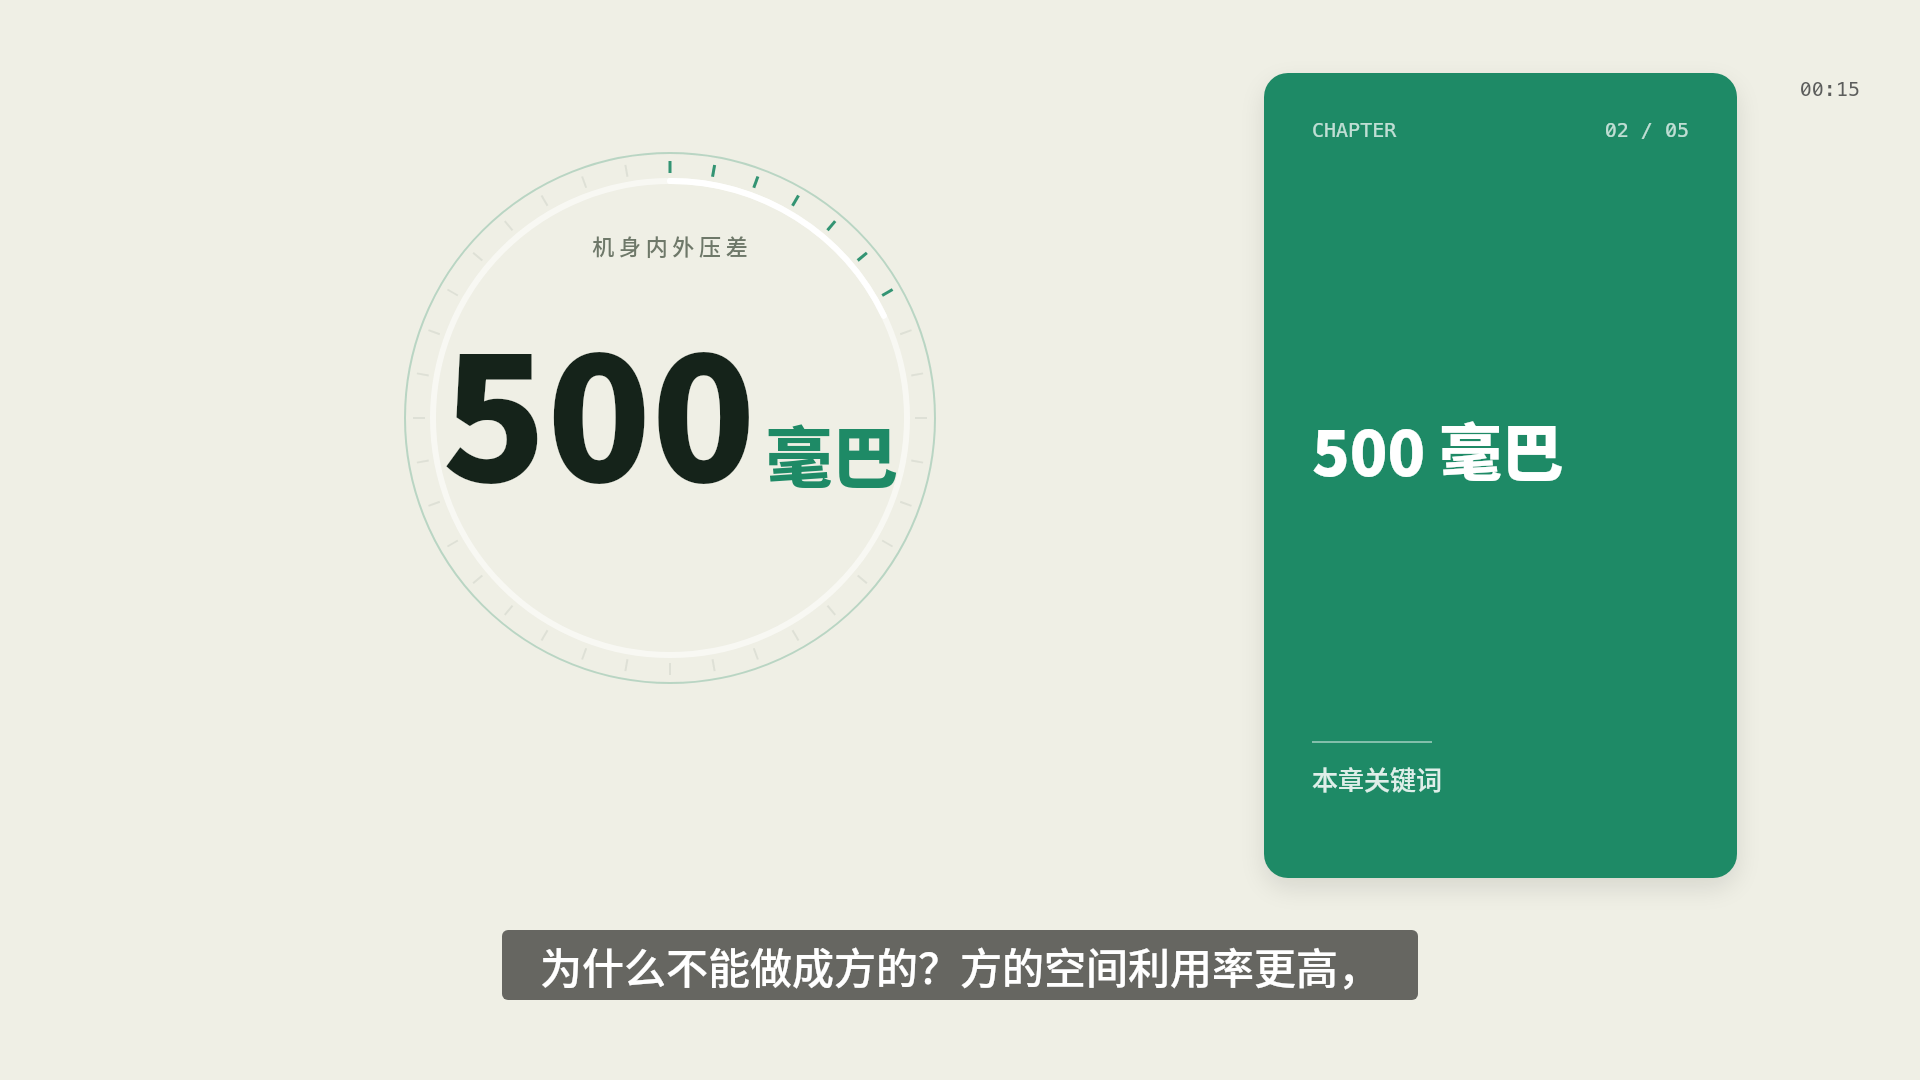 00:15
机身内外压差
500 毫巴
CHAPTER 02 / 05
500 毫巴
本章关键词
为什么不能做成方的？方的空间利用率更高，